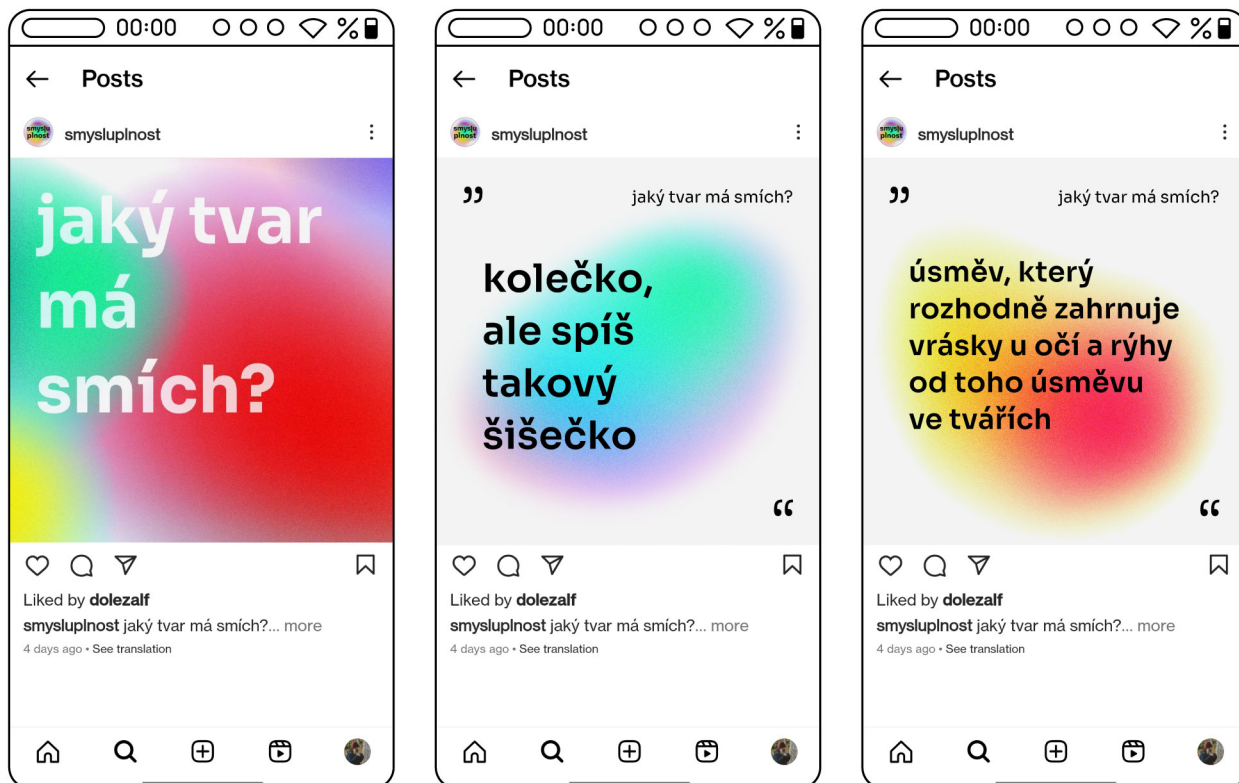 00:00
Posts
smysluplnost
smyslu
plnost
jaký tvar
má
smích?
Liked by dolezalf
smysluplnost jaký tvar má smích?... more
4 days ago • See translation
00:00
Posts
smysluplnost
smyslu
plnost
„
jaký tvar má smích?
kolečko,
ale spíš
takový
šišečko
“
Liked by dolezalf
smysluplnost jaký tvar má smích?... more
4 days ago • See translation
00:00
Posts
smysluplnost
smyslu
plnost
„
jaký tvar má smích?
úsměv, který
rozhodně zahrnuje
vrásky u očí a rýhy
od toho úsměvu
ve tvářích
“
Liked by dolezalf
smysluplnost jaký tvar má smích?... more
4 days ago • See translation